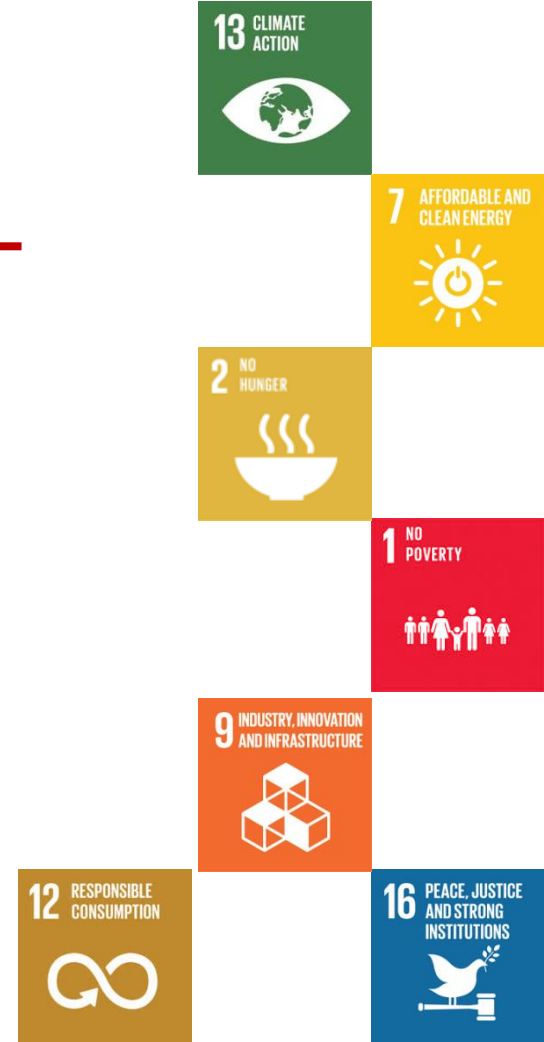 13 CLIMATE
ACTION
7 AFFORDABLE AND
CLEAN ENERGY
2 NO
HUNGER
1 NO
POVERTY
9 INDUSTRY, INNOVATION
AND INFRASTRUCTURE
12 RESPONSIBLE
CONSUMPTION
16 PEACE, JUSTICE
AND STRONG
INSTITUTIONS